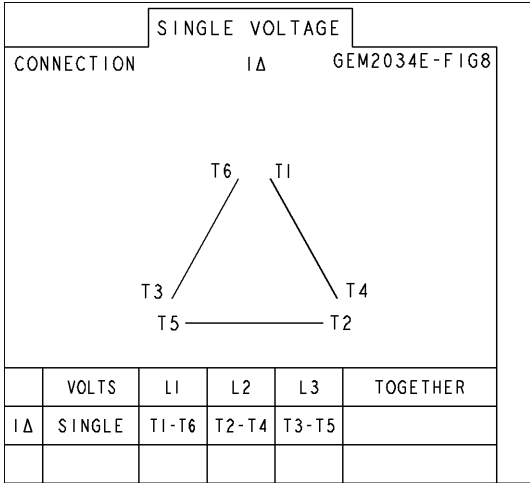 SINGLE VOLTAGE
CONNECTION 1Δ GEM2034E-FIG8
T6 T1
T3 T4
T5 T2
VOLTS L1 L2 L3 TOGETHER
1Δ SINGLE T1-T6 T2-T4 T3-T5